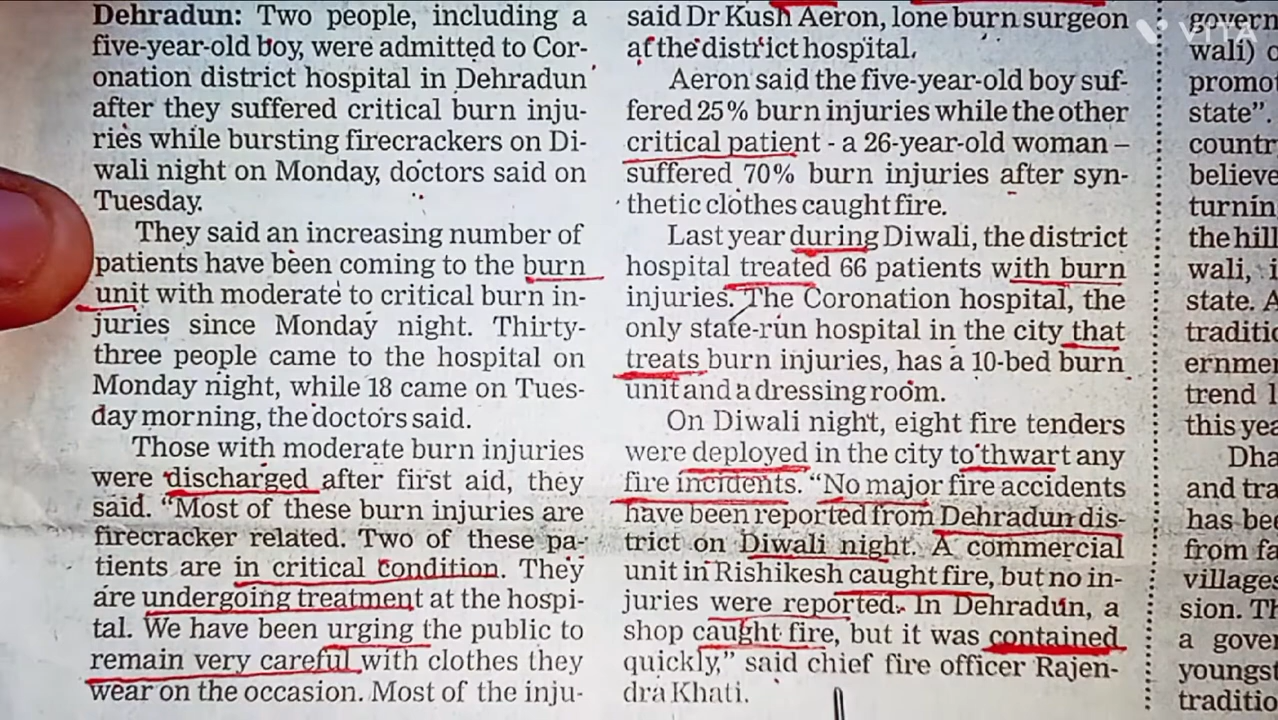 Dehradun: Two people, including a
five-year-old boy, were admitted to Cor-
onation district hospital in Dehradun
after they suffered critical burn inju-
ries while bursting firecrackers on Di-
wali night on Monday, doctors said on
Tuesday.
They said an increasing number of
patients have been coming to the burn
unit with moderate to critical burn in-
juries since Monday night. Thirty-
three people came to the hospital on
Monday night, while 18 came on Tues-
day morning, the doctors said.
Those with moderate burn injuries
were discharged after first aid, they
said. “Most of these burn injuries are
firecracker related. Two of these pa-
tients are in critical condition. They
are undergoing treatment at the hospi-
tal. We have been urging the public to
remain very careful with clothes they
wear on the occasion. Most of the inju-
said Dr Kush Aeron, lone burn surgeon
at the district hospital.
Aeron said the five-year-old boy suf-
fered 25% burn injuries while the other
critical patient - a 26-year-old woman –
suffered 70% burn injuries after syn-
thetic clothes caught fire.
Last year during Diwali, the district
hospital treated 66 patients with burn
injuries. The Coronation hospital, the
only state-run hospital in the city that
treats burn injuries, has a 10-bed burn
unit and a dressing room.
On Diwali night, eight fire tenders
were deployed in the city to thwart any
fire incidents. “No major fire accidents
have been reported from Dehradun dis-
trict on Diwali night. A commercial
unit in Rishikesh caught fire, but no in-
juries were reported. In Dehradun, a
shop caught fire, but it was contained
quickly,” said chief fire officer Rajen-
dra Khati.
VITA
govern
wali) o
promo
state”.
countr
believe
turnin
the hill
wali, i
state. A
traditio
ernmen
trend 1
this yea
Dha
and tra
has bee
from fa
villages
sion. Th
a gover
youngst
traditio